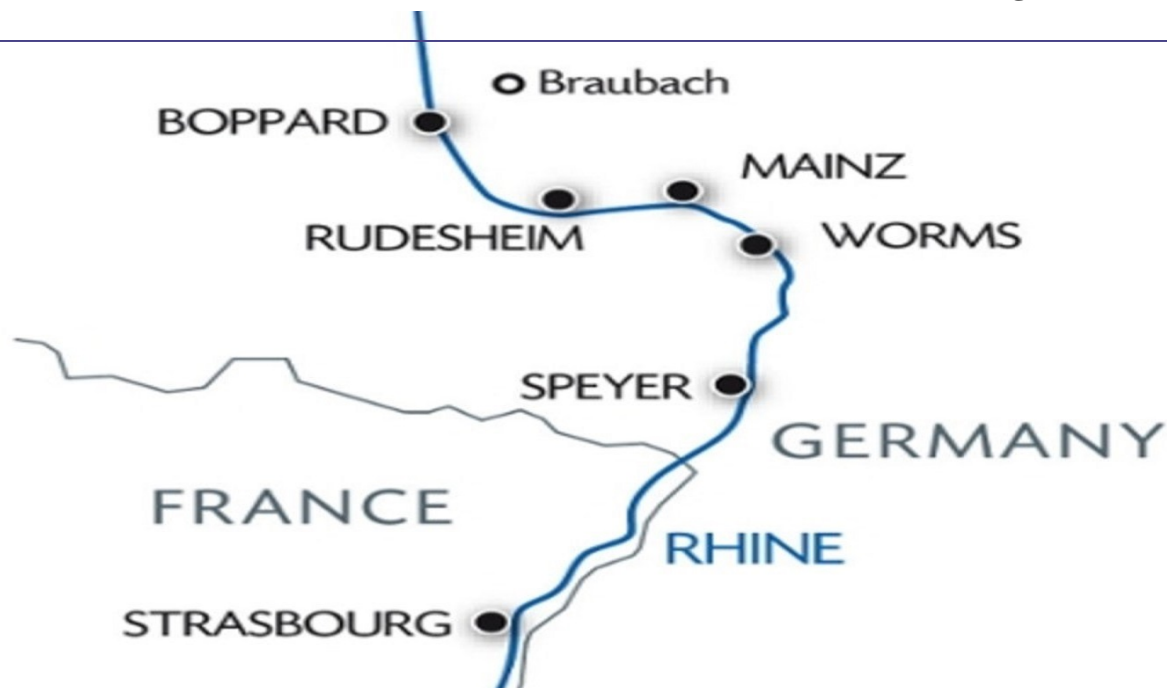 Braubach
BOPPARD
MAINZ
RUDESHEIM
WORMS
SPEYER
GERMANY
FRANCE
RHINE
STRASBOURG